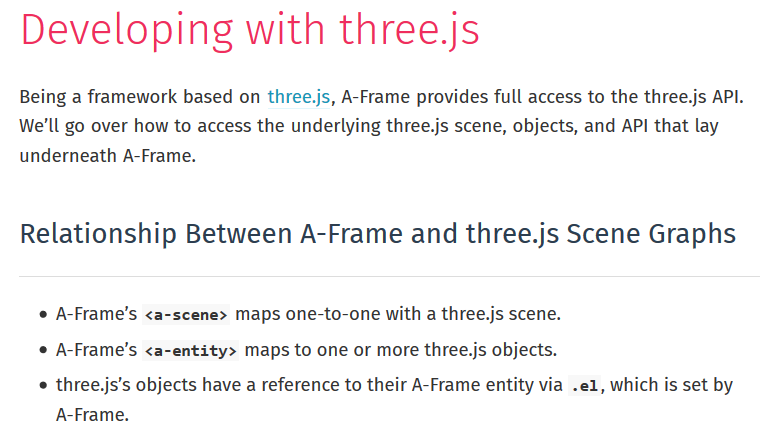 Developing with three.js
Being a framework based on three.js, A-Frame provides full access to the three.js API.
We’ll go over how to access the underlying three.js scene, objects, and API that lay
underneath A-Frame.
Relationship Between A-Frame and three.js Scene Graphs
• A-Frame’s <a-scene> maps one-to-one with a three.js scene.
• A-Frame’s <a-entity> maps to one or more three.js objects.
• three.js’s objects have a reference to their A-Frame entity via .el, which is set by
A-Frame.